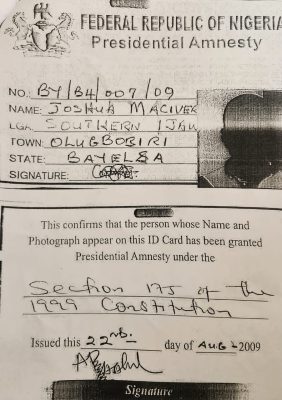 FEDERAL REPUBLIC OF NIGERIA
Presidential Amnesty
NO: BY/B4/007/09
NAME: JOSHUA MACIVER
LGA: SOUTHERN IJAW
TOWN: OLUGBOBIRI
STATE: BAYELSA
SIGNATURE:
This confirms that the person whose Name and
Photograph appear on this ID Card has been granted
Presidential Amnesty under the
Section 175 of the
1999 Constitution
Issued this 22nd. day of AUG - 2009
Signature